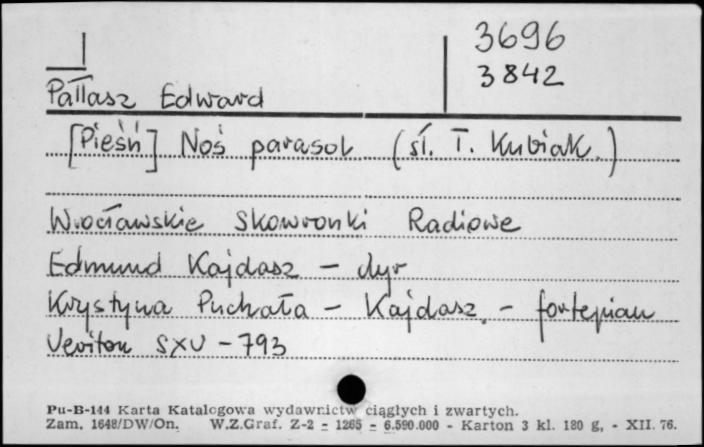 3696
3842
Pałłasz Edward
[Pieśń] Noś parasol (sł. T. Kubiak.)
Wrocławskie Skowronki Radiowe
Edmund Kajdasz - dyr
Krystyna Puchała - Kajdasz. - fortepian
Veriton SXV - 793
Pu-B-144 Karta Katalogowa wydawnictw ciągłych i zwartych.
Zam. 1648/DW/On. W.Z.Graf. Z-2 - 1265 - 6.590.000 - Karton 3 kl. 180 g, - XII. 76.